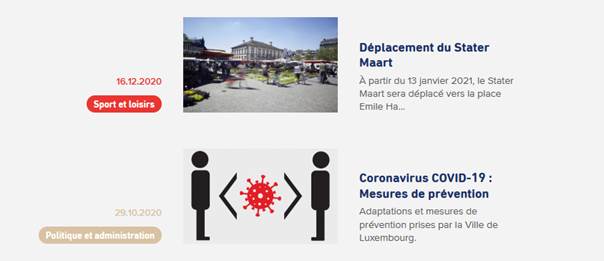 16.12.2020
Sport et loisirs
Déplacement du Stater
Maart
À partir du 13 janvier 2021, le Stater
Maart sera déplacé vers la place
Emile Ha...
29.10.2020
Politique et administration
Coronavirus COVID-19 :
Mesures de prévention
Adaptations et mesures de
prévention prises par la Ville de
Luxembourg.